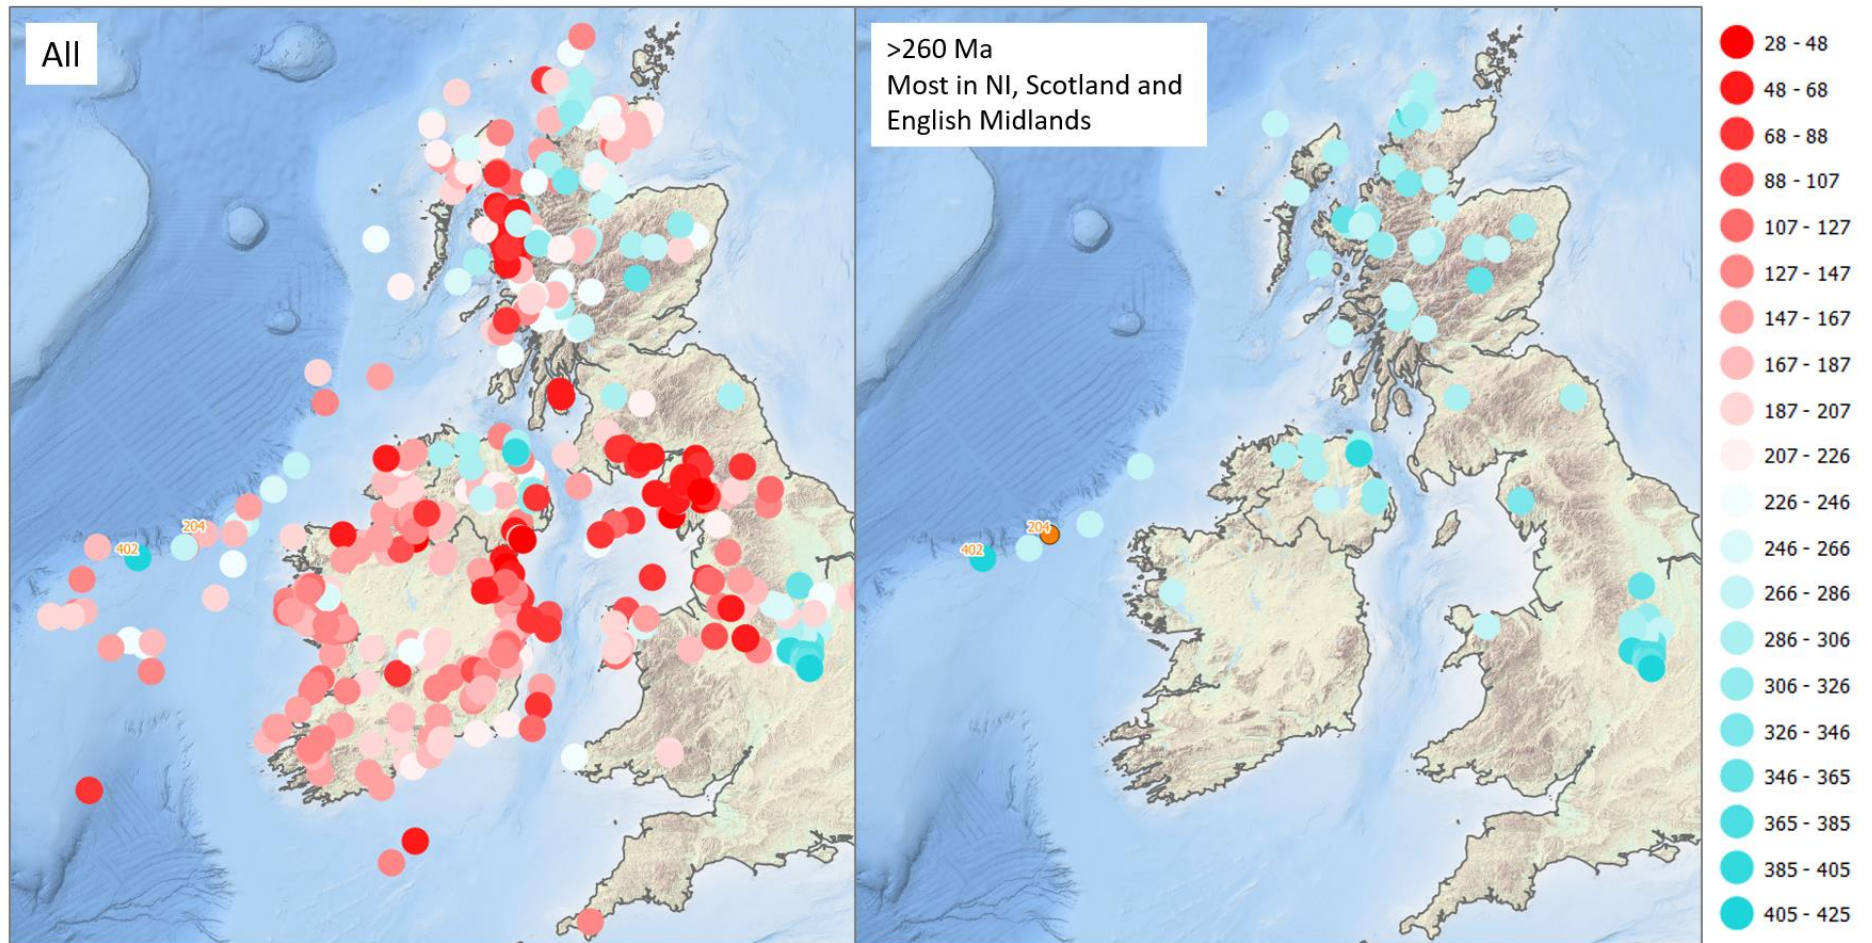 All
204
402
>260 Ma
Most in NI, Scotland and
English Midlands
204
402
28 - 48
48 - 68
68 - 88
88 - 107
107 - 127
127 - 147
147 - 167
167 - 187
187 - 207
207 - 226
226 - 246
246 - 266
266 - 286
286 - 306
306 - 326
326 - 346
346 - 365
365 - 385
385 - 405
405 - 425